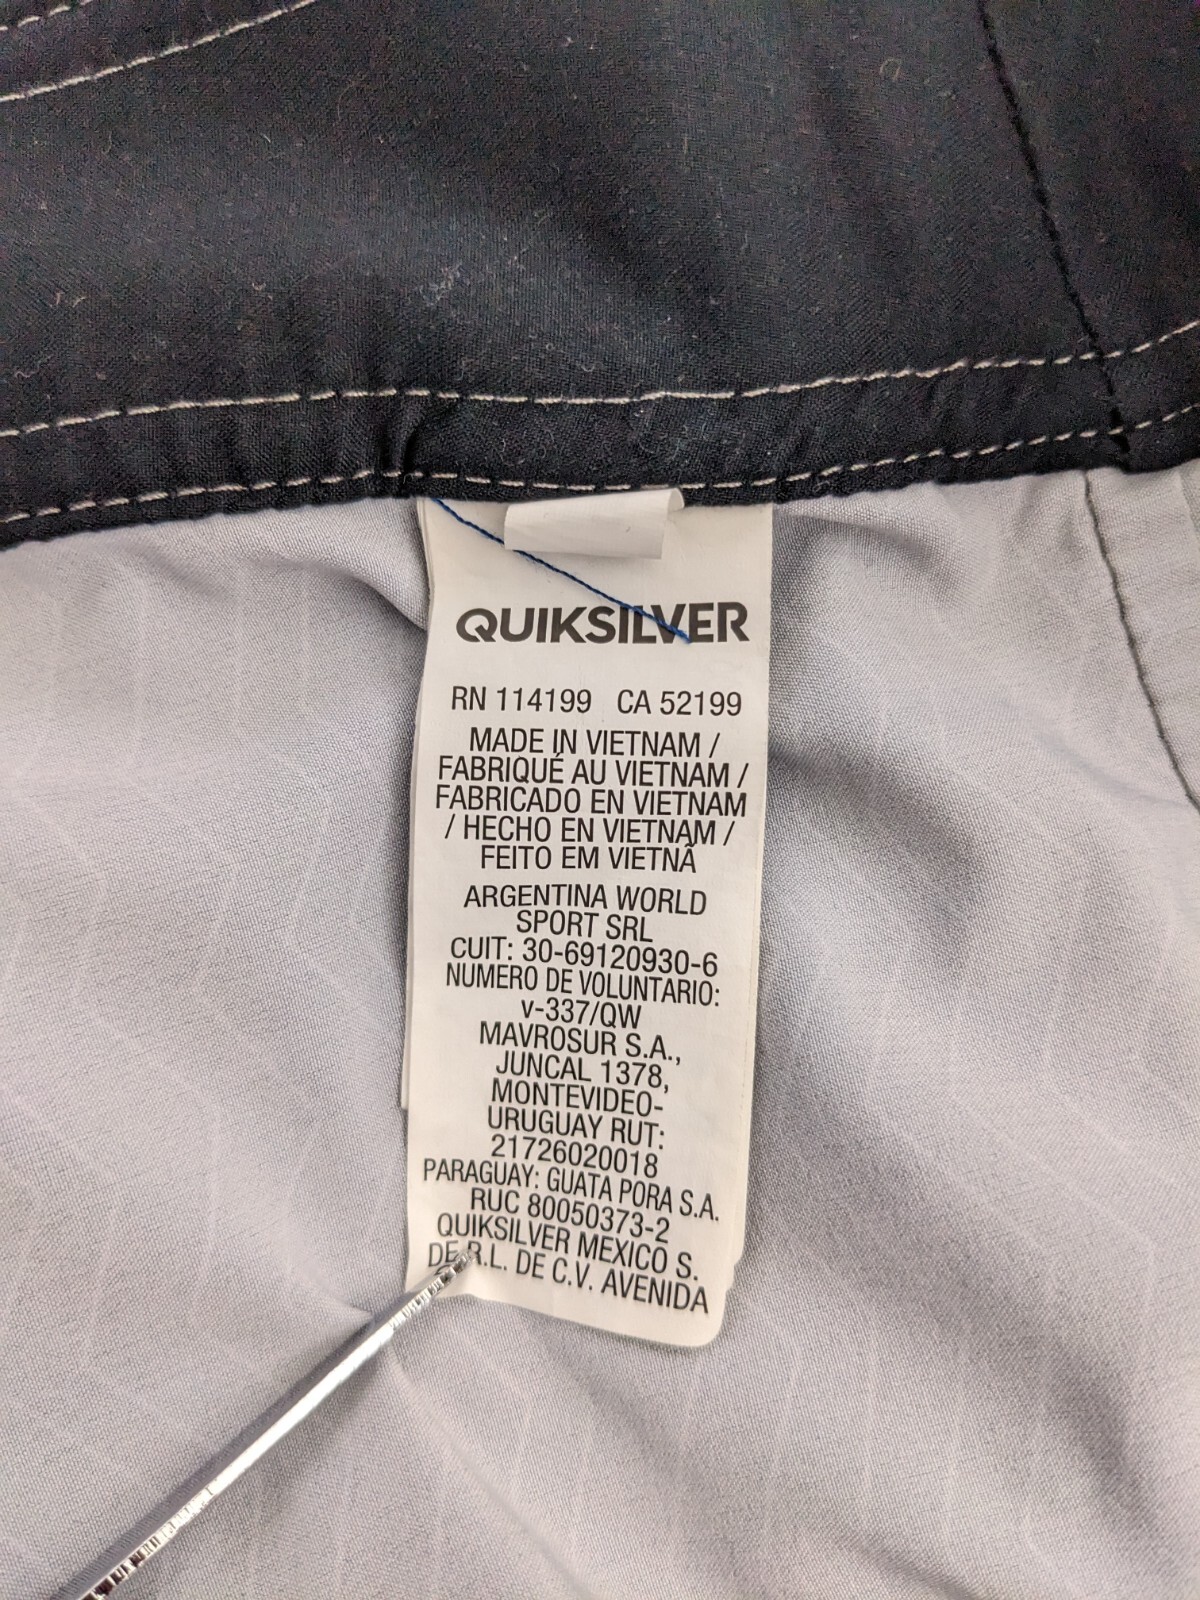 QUIKSILVER
RN 114199 CA 52199
MADE IN VIETNAM /
FABRIQUÉ AU VIETNAM /
FABRICADO EN VIETNAM
/ HECHO EN VIETNAM /
FEITO EM VIETNÃ
ARGENTINA WORLD
SPORT SRL
CUIT: 30-69120930-6
NUMERO DE VOLUNTARIO:
v-337/QW
MAVROSUR S.A.,
JUNCAL 1378,
MONTEVIDEO-
URUGUAY RUT:
21726020018
PARAGUAY: GUATA PORA S.A.
RUC 80050373-2
QUIKSILVER MEXICO S.
DE R.L. DE C.V. AVENIDA